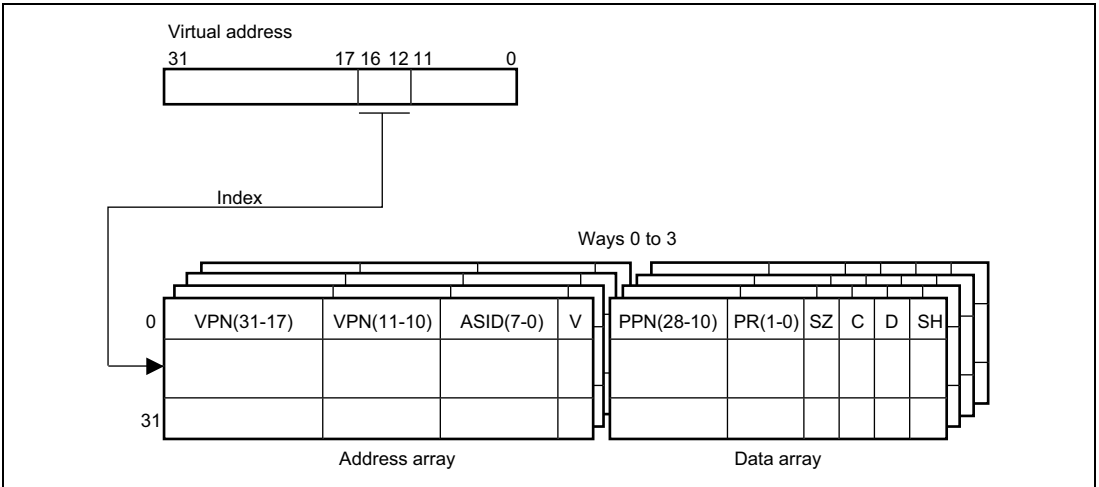 Virtual address
31 17 16 12 11 0
Index
Ways 0 to 3
0 VPN(31-17) VPN(11-10) ASID(7-0) V PPN(28-10) PR(1-0) SZ C D SH
31
Address array Data array